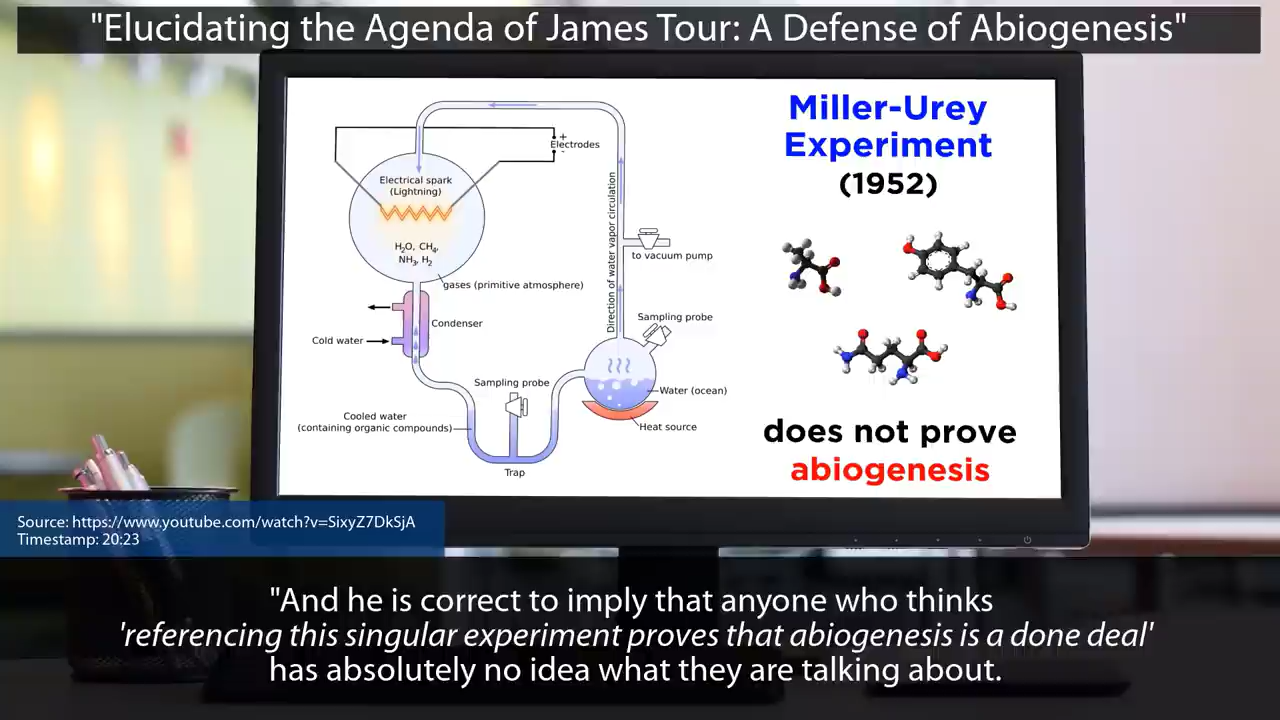 "Elucidating the Agenda of James Tour: A Defense of Abiogenesis"
Miller-Urey
Experiment
(1952)
+
Electrodes
-
Electrical spark
(Lightning)
H₂O, CH₄,
NH₃, H₂
gases (primitive atmosphere)
Direction of water vapor circulation
to vacuum pump
Sampling probe
Condenser
Cold water
Water (ocean)
Heat source
Sampling probe
Cooled water
(containing organic compounds)
Trap
does not prove
abiogenesis
Source: https://www.youtube.com/watch?v=SixyZ7DkSjA
Timestamp: 20:23
"And he is correct to imply that anyone who thinks
'referencing this singular experiment proves that abiogenesis is a done deal'
has absolutely no idea what they are talking about.